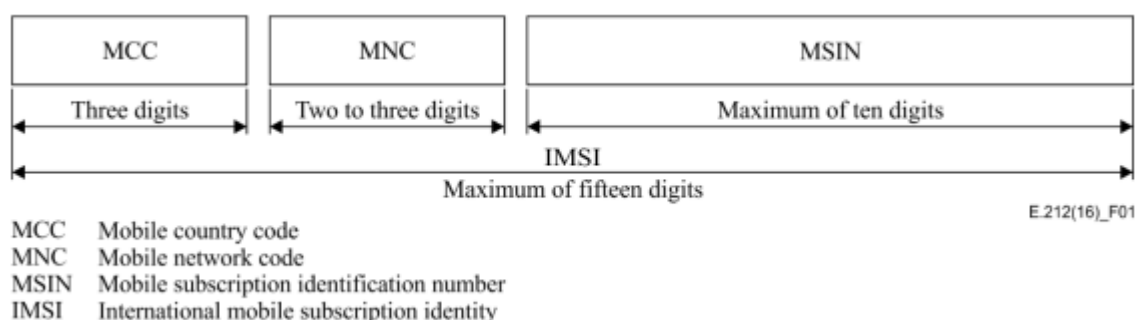 MCC MNC MSIN
Three digits Two to three digits Maximum of ten digits
IMSI
Maximum of fifteen digits
E.212(16)_F01
MCC Mobile country code
MNC Mobile network code
MSIN Mobile subscription identification number
IMSI International mobile subscription identity